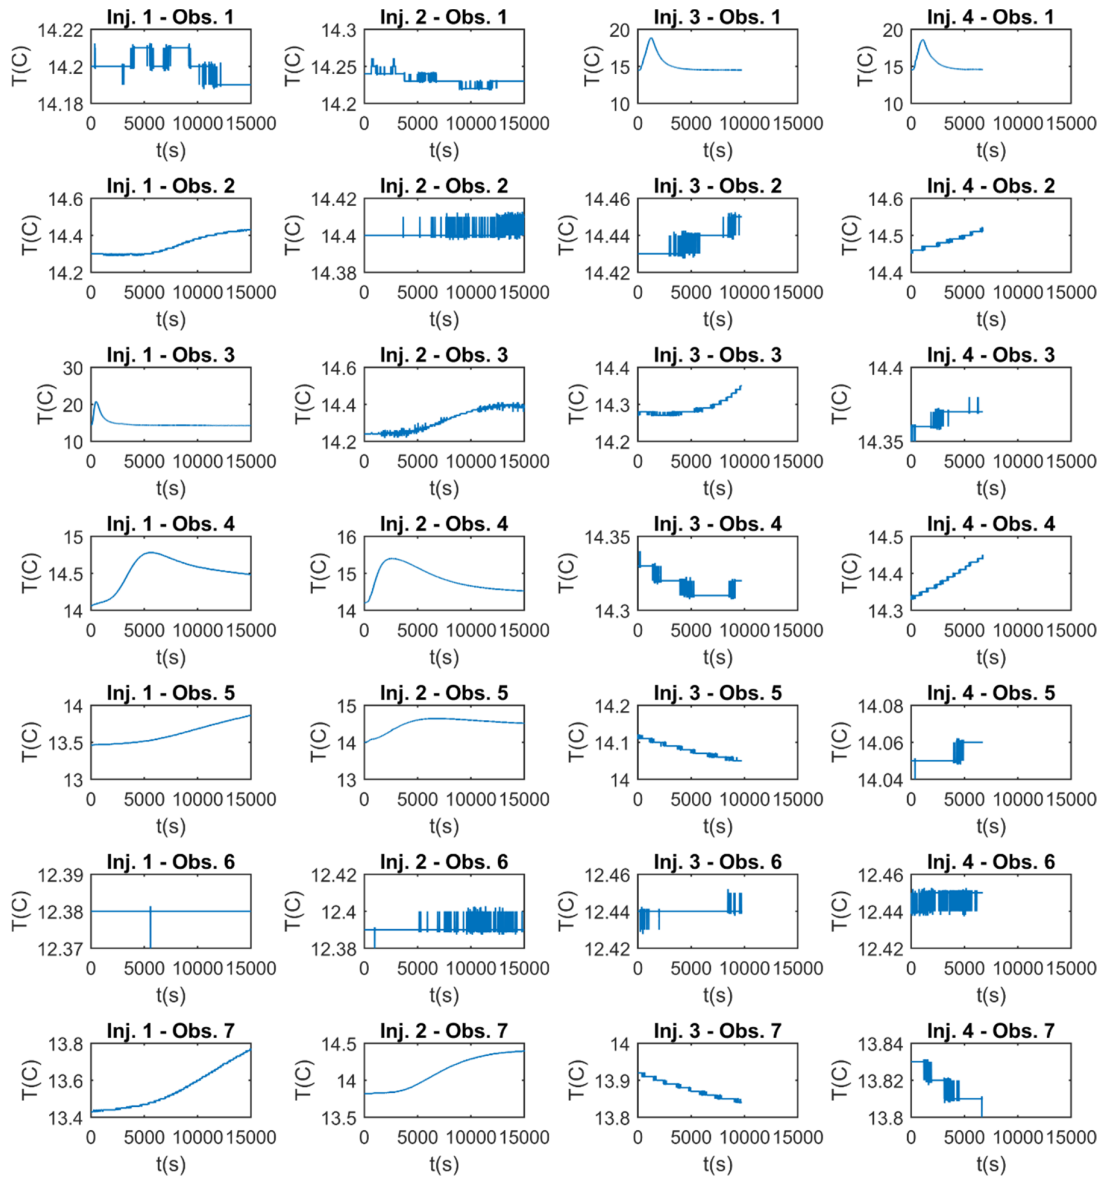 Inj. 1 - Obs. 1 Inj. 2 - Obs. 1 Inj. 3 - Obs. 1 Inj. 4 - Obs. 1
14.22 14.3 20 20
T(C) 14.2 T(C) 14.25 T(C) 15 T(C) 15
14.18 14.2 10 10
0 5000 10000 15000 0 5000 10000 15000 0 5000 10000 15000 0 5000 10000 15000
t(s) t(s) t(s) t(s)
Inj. 1 - Obs. 2 Inj. 2 - Obs. 2 Inj. 3 - Obs. 2 Inj. 4 - Obs. 2
14.6 14.42 14.46 14.6
T(C) 14.4 T(C) 14.4 T(C) 14.44 T(C) 14.5
14.2 14.38 14.42 14.4
0 5000 10000 15000 0 5000 10000 15000 0 5000 10000 15000 0 5000 10000 15000
t(s) t(s) t(s) t(s)
Inj. 1 - Obs. 3 Inj. 2 - Obs. 3 Inj. 3 - Obs. 3 Inj. 4 - Obs. 3
30 14.6 14.4 14.4
T(C) 20 T(C) 14.4 T(C) 14.3 T(C)
10 14.2 14.2 14.35
0 5000 10000 15000 0 5000 10000 15000 0 5000 10000 15000 0 5000 10000 15000
t(s) t(s) t(s) t(s)
Inj. 1 - Obs. 4 Inj. 2 - Obs. 4 Inj. 3 - Obs. 4 Inj. 4 - Obs. 4
15 16 14.35 14.5
T(C) 14.5 T(C) 15 T(C) T(C) 14.4
14 14 14.3 14.3
0 5000 10000 15000 0 5000 10000 15000 0 5000 10000 15000 0 5000 10000 15000
t(s) t(s) t(s) t(s)
Inj. 1 - Obs. 5 Inj. 2 - Obs. 5 Inj. 3 - Obs. 5 Inj. 4 - Obs. 5
14 15 14.2 14.08
T(C) 13.5 T(C) 14 T(C) 14.1 T(C) 14.06
13 13 14 14.04
0 5000 10000 15000 0 5000 10000 15000 0 5000 10000 15000 0 5000 10000 15000
t(s) t(s) t(s) t(s)
Inj. 1 - Obs. 6 Inj. 2 - Obs. 6 Inj. 3 - Obs. 6 Inj. 4 - Obs. 6
12.39 12.42 12.46 12.46
T(C) 12.38 T(C) 12.4 T(C) 12.44 T(C) 12.44
12.37 12.38 12.42 12.42
0 5000 10000 15000 0 5000 10000 15000 0 5000 10000 15000 0 5000 10000 15000
t(s) t(s) t(s) t(s)
Inj. 1 - Obs. 7 Inj. 2 - Obs. 7 Inj. 3 - Obs. 7 Inj. 4 - Obs. 7
13.8 14.5 14 13.84
T(C) 13.6 T(C) 14 T(C) 13.9 T(C) 13.82
13.4 13.5 13.8 13.8
0 5000 10000 15000 0 5000 10000 15000 0 5000 10000 15000 0 5000 10000 15000
t(s) t(s) t(s) t(s)